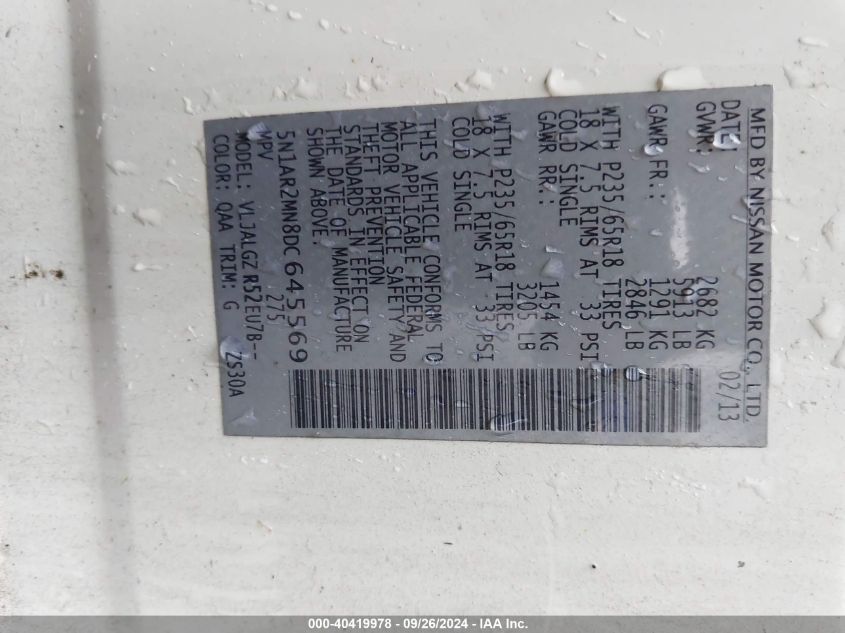 MFD BY NISSAN MOTOR CO., LTD.
DATE: 02/13
GVWR: 2682 KG
5913 LB
GAWR FR.: 1291 KG
2846 LB
WITH P235/65R18 TIRES
18 X 7.5 RIMS AT 33 PSI
COLD SINGLE
GAWR RR.: 1454 KG
3205 LB
WITH P235/65R18 TIRES
18 X 7.5 RIMS AT 33 PSI
COLD SINGLE
THIS VEHICLE CONFORMS TO
ALL APPLICABLE FEDERAL
MOTOR VEHICLE SAFETY AND
THEFT PREVENTION
STANDARDS IN EFFECT ON
THE DATE OF MANUFACTURE
SHOWN ABOVE:
5N1AR2MN8DC645569
MPV 275
MODEL: VLJALGZ R52EU7B--
COLOR: QAA TRIM: G ZS30A
000-40419978 - 09/26/2024 - IAA Inc.